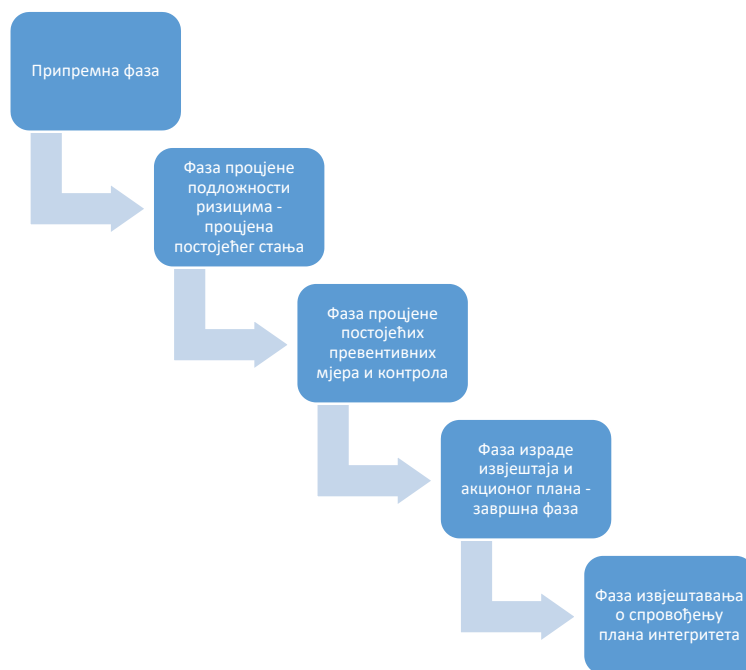 Припремна фаза
Фаза процјене
подложности
ризицима -
процјена
постојећег стања
Фаза процјене
постојећих
превентивних
мјера и контрола
Фаза израде
извјештаја и
акционог плана -
завршна фаза
Фаза извјештавања
о спровођењу
плана интегритета